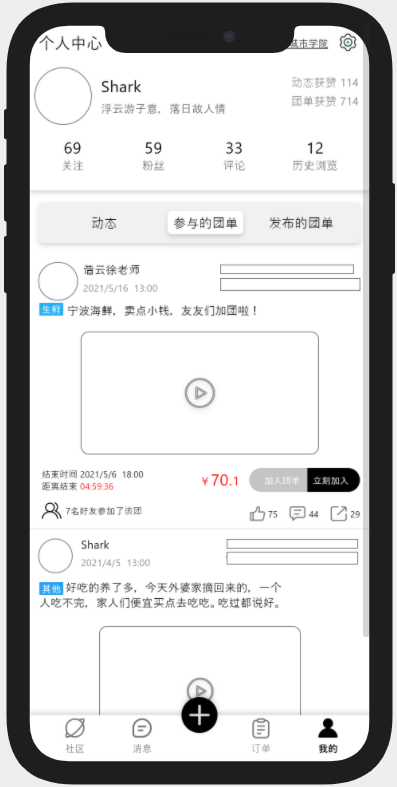 个人中心
城市学院
Shark
浮云游子意，落日故人情
动态获赞 114
团单获赞 714
69
关注
59
粉丝
33
评论
12
历史浏览
动态
参与的团单
发布的团单
徐老师
2021/5/16 13:00
生鲜 宁波海鲜，卖点小钱，友友们加团啦！
结束时间 2021/5/6 18:00
距离结束 04:59:36
￥70.1
加入团单
立刻加入
7名好友参加了该团
75
44
29
Shark
2021/4/5 13:00
其他 好吃的养了多，今天外婆家摘回来的，一个
人吃不完，家人们便宜买点去吃吃。吃过都说好。
社区
消息
订单
我的